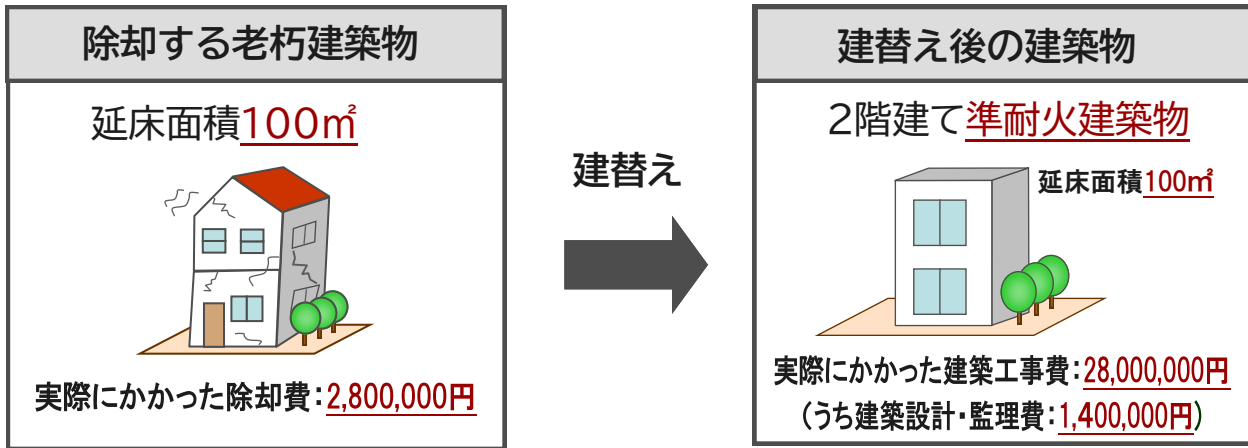 除却する老朽建築物
延床面積100㎡
実際にかかった除却費：2,800,000円
建替え
建替え後の建築物
2階建て準耐火建築物
延床面積100㎡
実際にかかった建築工事費：28,000,000円
（うち建築設計・監理費：1,400,000円）